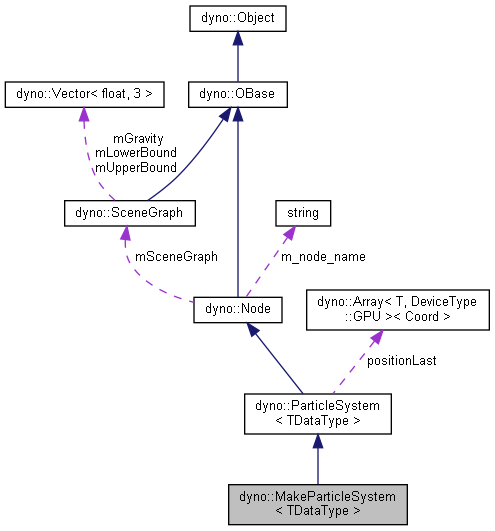 dyno::Object
dyno::Vector< float, 3 >
dyno::OBase
mGravity
mLowerBound
mUpperBound
dyno::SceneGraph
string
mSceneGraph
m_node_name
dyno::Node
dyno::Array< T, DeviceType
::GPU >< Coord >
positionLast
dyno::ParticleSystem
< TDataType >
dyno::MakeParticleSystem
< TDataType >